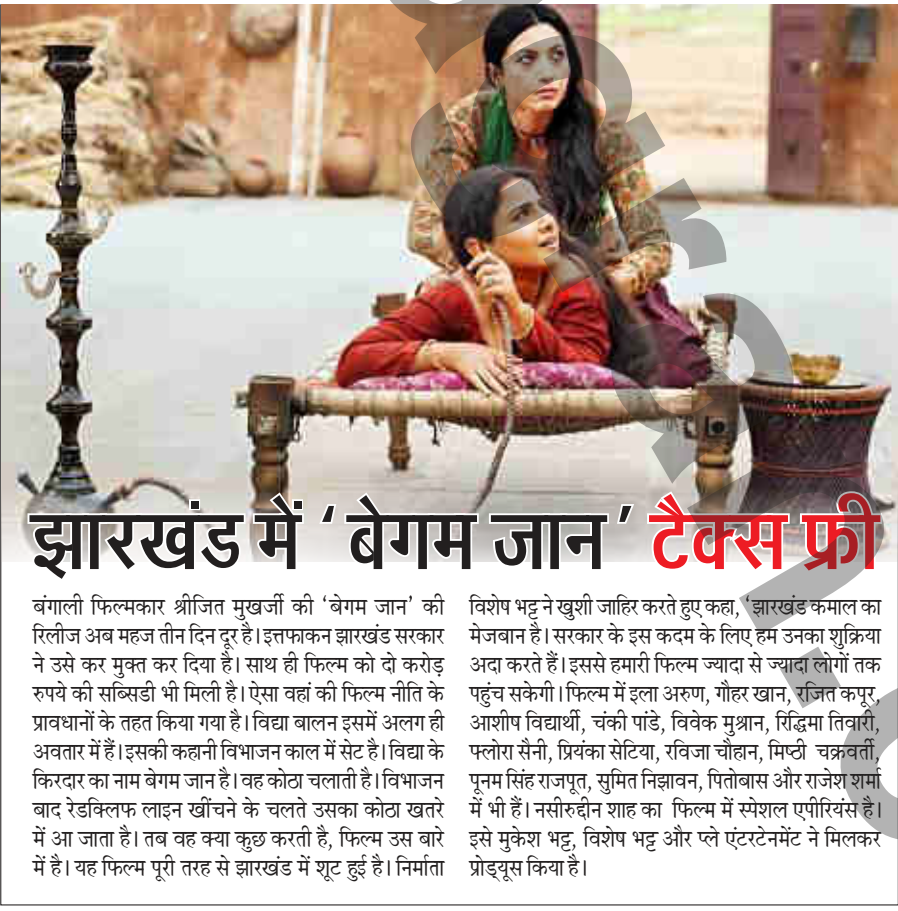 झारखंड में ‘बेगम जान’ टैक्स फ्री
बंगाली फिल्मकार श्रीजित मुखर्जी की ‘बेगम जान’ की
रिलीज अब महज तीन दिन दूर है। इत्तफाकन झारखंड सरकार
ने उसे कर मुक्त कर दिया है। साथ ही फिल्म को दो करोड़
रुपये की सब्सिडी भी मिली है। ऐसा वहां की फिल्म नीति के
प्रावधानों के तहत किया गया है। विद्या बालन इसमें अलग ही
अवतार में हैं। इसकी कहानी विभाजन काल में सेट है। विद्या के
किरदार का नाम बेगम जान है। वह कोठा चलाती है। विभाजन
बाद रेडक्लिफ लाइन खींचने के चलते उसका कोठा खतरे
में आ जाता है। तब वह क्या कुछ करती है, फिल्म उस बारे
में है। यह फिल्म पूरी तरह से झारखंड में शूट हुई है। निर्माता
विशेष भट्ट ने खुशी जाहिर करते हुए कहा, ‘झारखंड कमाल का
मेजबान है। सरकार के इस कदम के लिए हम उनका शुक्रिया
अदा करते हैं। इससे हमारी फिल्म ज्यादा से ज्यादा लोगों तक
पहुंच सकेगी। फिल्म में इला अरुण, गौहर खान, रजित कपूर,
आशीष विद्यार्थी, चंकी पांडे, विवेक मुश्रान, रिद्धिमा तिवारी,
फ्लोरा सैनी, प्रियंका सेटिया, रविजा चौहान, मिष्ठी चक्रवर्ती,
पूनम सिंह राजपूत, सुमित निझावन, पितोबास और राजेश शर्मा
में भी हैं। नसीरुद्दीन शाह का फिल्म में स्पेशल एपीरियंस है।
इसे मुकेश भट्ट, विशेष भट्ट और प्ले एंटरटेनमेंट ने मिलकर
प्रोड्यूस किया है।